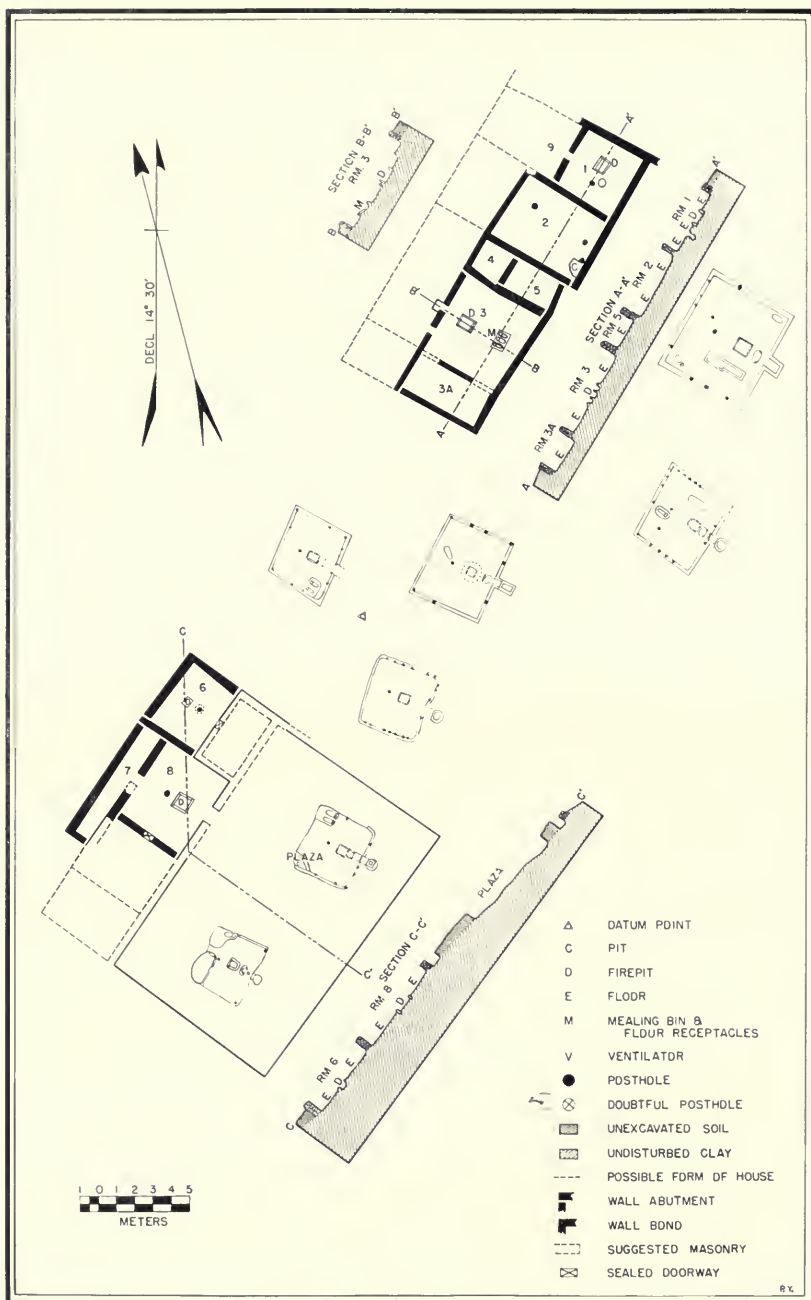 SECTION B-B'
RM. 3
B
M
D
B'
DECL 14° 30'
A'
9
1
D
2
C
4
5
B'
D 3
M
B
3A
A
SECTION A-A'
A
RM 3A
E
RM. 3
E
D
E
RM 5
E
RM 2
E
E
RM 1
E
D
E
A'
C
6
7
8
D
PLAZA
C'
SECTION C-C'
C
RM 6
E
D
E
RM 8
E
D
E
PLAZA
C'
DATUM POINT
C PIT
D FIREPIT
E FLOOR
M MEALING BIN &
FLOUR RECEPTACLES
V VENTILATOR
POSTHOLE
DOUBTFUL POSTHOLE
UNEXCAVATED SOIL
UNDISTURBED CLAY
POSSIBLE FORM OF HOUSE
WALL ABUTMENT
WALL BOND
SUGGESTED MASONRY
SEALED DOORWAY
1 0 1 2 3 4 5
METERS
R.Y.